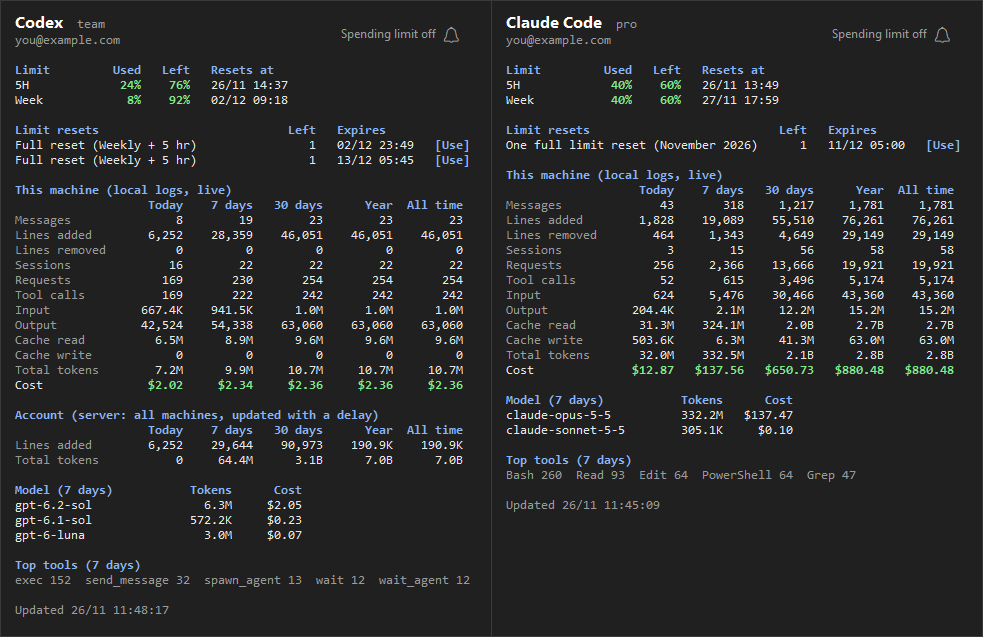 Codex team
you@example.com
Spending limit off
Limit Used Left Resets at
5H 24% 76% 26/11 14:37
Week 8% 92% 02/12 09:18
Limit resets Left Expires
Full reset (Weekly + 5 hr) 1 02/12 23:49 [Use]
Full reset (Weekly + 5 hr) 1 13/12 05:45 [Use]
This machine (local logs, live)
Today 7 days 30 days Year All time
Messages 8 19 23 23 23
Lines added 6,252 28,359 46,051 46,051 46,051
Lines removed 0 0 0 0 0
Sessions 16 22 22 22 22
Requests 169 230 254 254 254
Tool calls 169 222 242 242 242
Input 667.4K 941.5K 1.0M 1.0M 1.0M
Output 42,524 54,338 63,060 63,060 63,060
Cache read 6.5M 8.9M 9.6M 9.6M 9.6M
Cache write 0 0 0 0 0
Total tokens 7.2M 9.9M 10.7M 10.7M 10.7M
Cost $2.02 $2.34 $2.36 $2.36 $2.36
Account (server: all machines, updated with a delay)
Today 7 days 30 days Year All time
Lines added 6,252 29,644 90,973 190.9K 190.9K
Total tokens 0 64.4M 3.1B 7.0B 7.0B
Model (7 days) Tokens Cost
gpt-6.2-sol 6.3M $2.05
gpt-6.1-sol 572.2K $0.23
gpt-6-luna 3.0M $0.07
Top tools (7 days)
exec 152 send_message 32 spawn_agent 13 wait 12 wait_agent 12
Updated 26/11 11:48:17
Claude Code pro
you@example.com
Spending limit off
Limit Used Left Resets at
5H 40% 60% 26/11 13:49
Week 40% 60% 27/11 17:59
Limit resets Left Expires
One full limit reset (November 2026) 1 11/12 05:00 [Use]
This machine (local logs, live)
Today 7 days 30 days Year All time
Messages 43 318 1,217 1,781 1,781
Lines added 1,828 19,089 55,510 76,261 76,261
Lines removed 464 1,343 4,649 29,149 29,149
Sessions 3 15 56 58 58
Requests 256 2,366 13,666 19,921 19,921
Tool calls 52 615 3,496 5,174 5,174
Input 624 5,476 30,466 43,360 43,360
Output 204.4K 2.1M 12.2M 15.2M 15.2M
Cache read 31.3M 324.1M 2.0B 2.7B 2.7B
Cache write 503.6K 6.3M 41.3M 63.0M 63.0M
Total tokens 32.0M 332.5M 2.1B 2.8B 2.8B
Cost $12.87 $137.56 $650.73 $880.48 $880.48
Model (7 days) Tokens Cost
claude-opus-5-5 332.2M $137.47
claude-sonnet-5-5 305.1K $0.10
Top tools (7 days)
Bash 260 Read 93 Edit 64 PowerShell 64 Grep 47
Updated 26/11 11:45:09